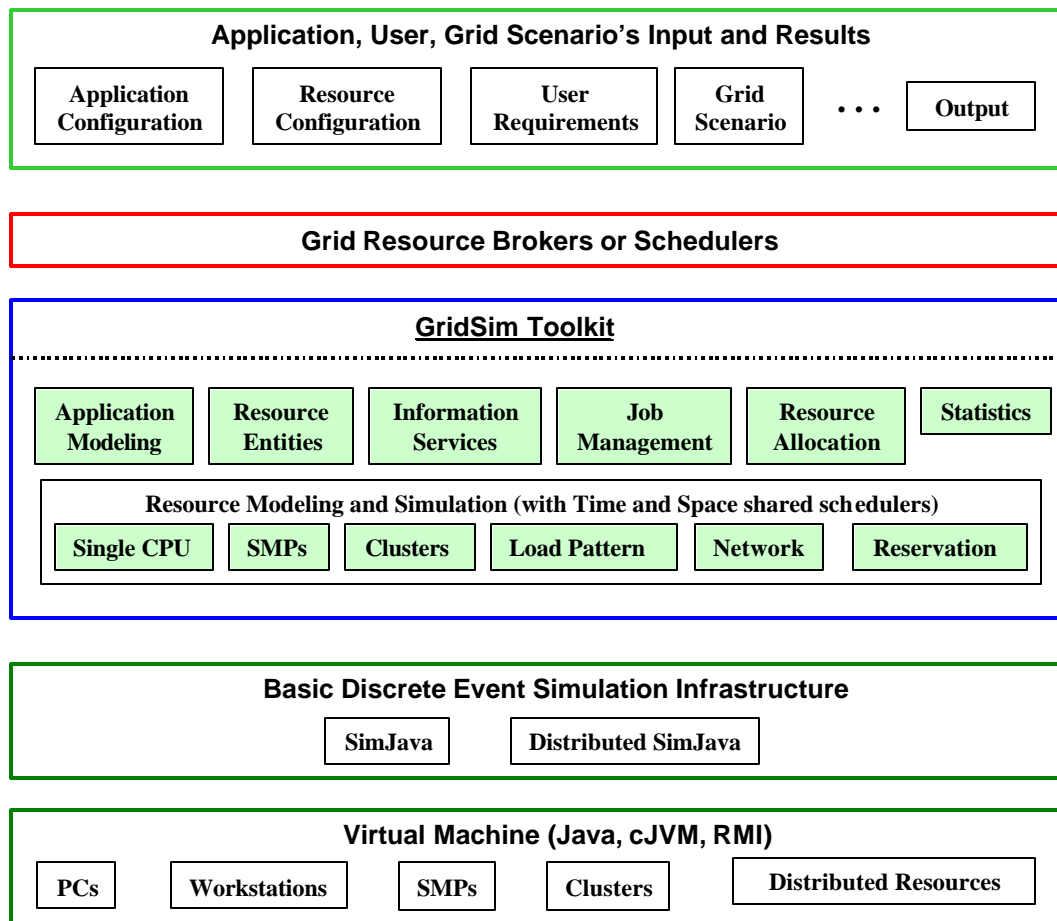 Application, User, Grid Scenario's Input and Results
Application
Configuration
Resource
Configuration
User
Requirements
Grid
Scenario
. . .
Output
Grid Resource Brokers or Schedulers
GridSim Toolkit
Application
Modeling
Resource
Entities
Information
Services
Job
Management
Resource
Allocation
Statistics
Resource Modeling and Simulation (with Time and Space shared schedulers)
Single CPU
SMPs
Clusters
Load Pattern
Network
Reservation
Basic Discrete Event Simulation Infrastructure
SimJava
Distributed SimJava
Virtual Machine (Java, cJVM, RMI)
PCs
Workstations
SMPs
Clusters
Distributed Resources